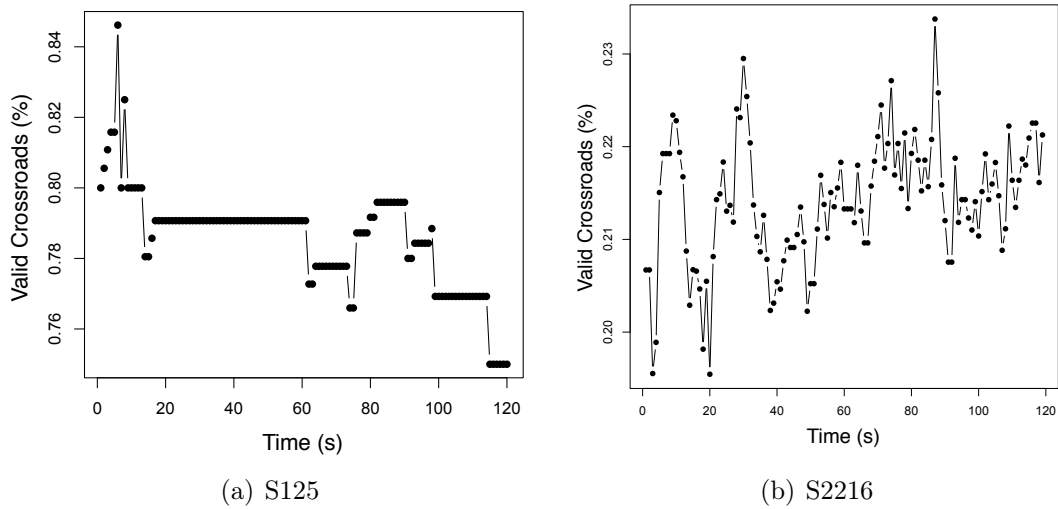 0.84
0.82
0.80
0.78
0.76
Valid Crossroads (%)
0 20 40 60 80 100 120
Time (s)
(a) S125
0.23
0.22
0.21
0.20
Valid Crossroads (%)
0 20 40 60 80 100 120
Time (s)
(b) S2216